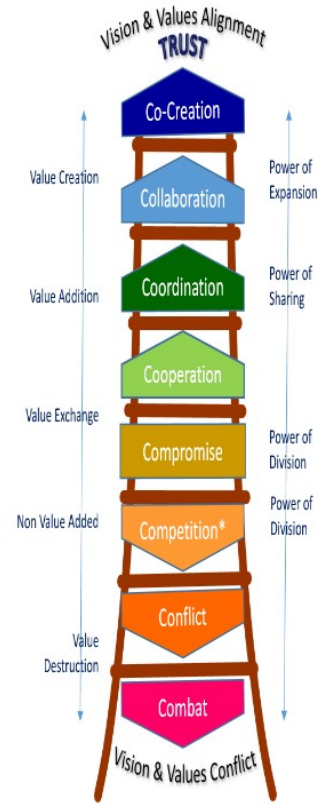 Vision & Values Alignment
TRUST
Co-Creation
Value Creation
Power of
Expansion
Collaboration
Coordination
Power of
Sharing
Value Addition
Cooperation
Value Exchange
Compromise
Power of
Division
Non Value Added
Competition*
Power of
Division
Conflict
Value
Destruction
Combat
Vision & Values Conflict